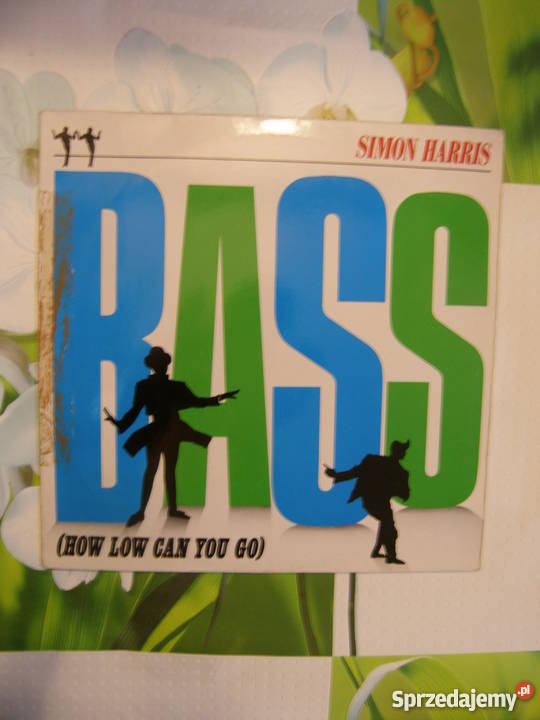 SIMON HARRIS
BASS
(HOW LOW CAN YOU GO)
Sprzedajemy.pl